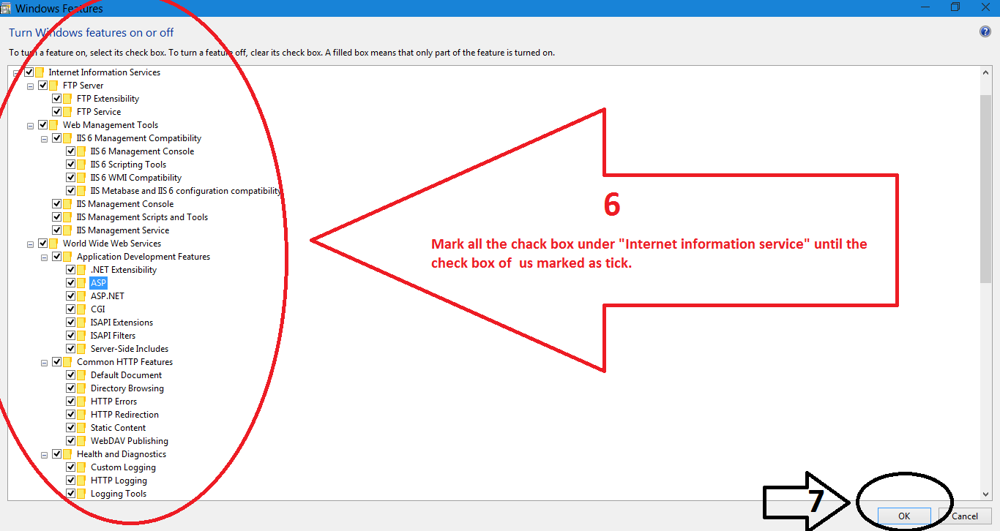 Windows Features
Turn Windows features on or off
To turn a feature on, select its check box. To turn a feature off, clear its check box. A filled box means that only part of the feature is turned on.
Internet Information Services
FTP Server
FTP Extensibility
FTP Service
Web Management Tools
IIS 6 Management Compatibility
IIS 6 Management Console
IIS 6 Scripting Tools
IIS 6 WMI Compatibility
IIS Metabase and IIS 6 configuration compatibility
IIS Management Console
IIS Management Scripts and Tools
IIS Management Service
World Wide Web Services
Application Development Features
.NET Extensibility
ASP
ASP.NET
CGI
ISAPI Extensions
ISAPI Filters
Server-Side Includes
Common HTTP Features
Default Document
Directory Browsing
HTTP Errors
HTTP Redirection
Static Content
WebDAV Publishing
Health and Diagnostics
Custom Logging
HTTP Logging
Logging Tools
6
Mark all the chack box under "Internet information service" until the
check box of us marked as tick.
7
OK
Cancel